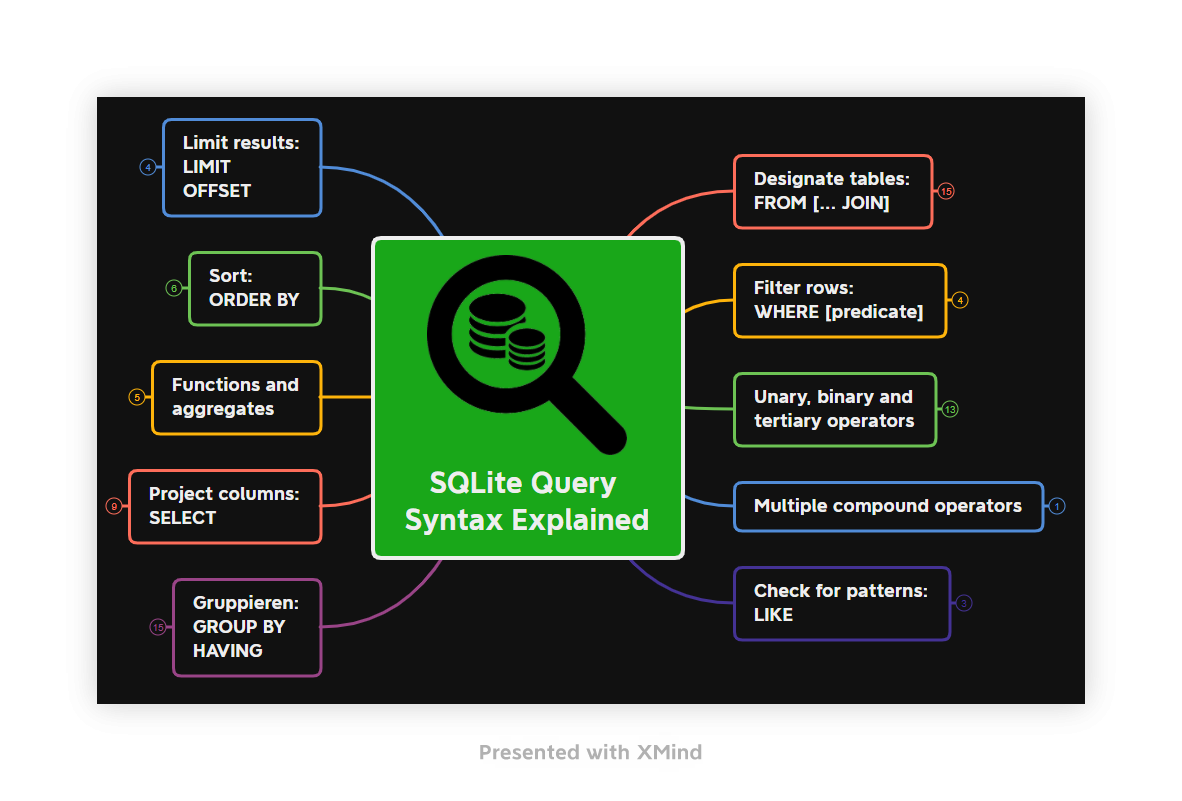 Limit results:
LIMIT
OFFSET
4
Sort:
ORDER BY
6
Functions and
aggregates
5
Project columns:
SELECT
9
Gruppieren:
GROUP BY
HAVING
15
SQLite Query
Syntax Explained
Designate tables:
FROM [... JOIN]
15
Filter rows:
WHERE [predicate]
4
Unary, binary and
tertiary operators
13
Multiple compound operators
1
Check for patterns:
LIKE
3
Presented with XMind